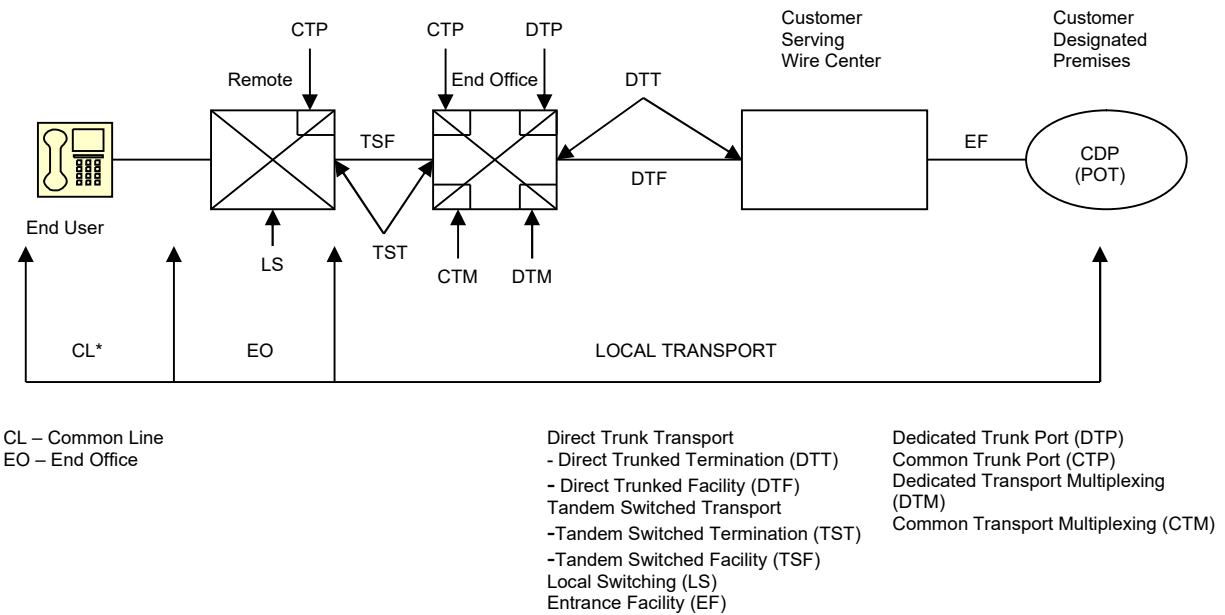 CTP
CTP
DTP
Customer
Serving
Wire Center
Customer
Designated
Premises
Remote
End Office
DTT
TSF
EF
CDP
(POT)
DTF
End User
LS
TST
CTM
DTM
CL*
EO
LOCAL TRANSPORT
CL – Common Line
EO – End Office
Direct Trunk Transport
- Direct Trunked Termination (DTT)
- Direct Trunked Facility (DTF)
Tandem Switched Transport
-Tandem Switched Termination (TST)
-Tandem Switched Facility (TSF)
Local Switching (LS)
Entrance Facility (EF)
Dedicated Trunk Port (DTP)
Common Trunk Port (CTP)
Dedicated Transport Multiplexing
(DTM)
Common Transport Multiplexing (CTM)